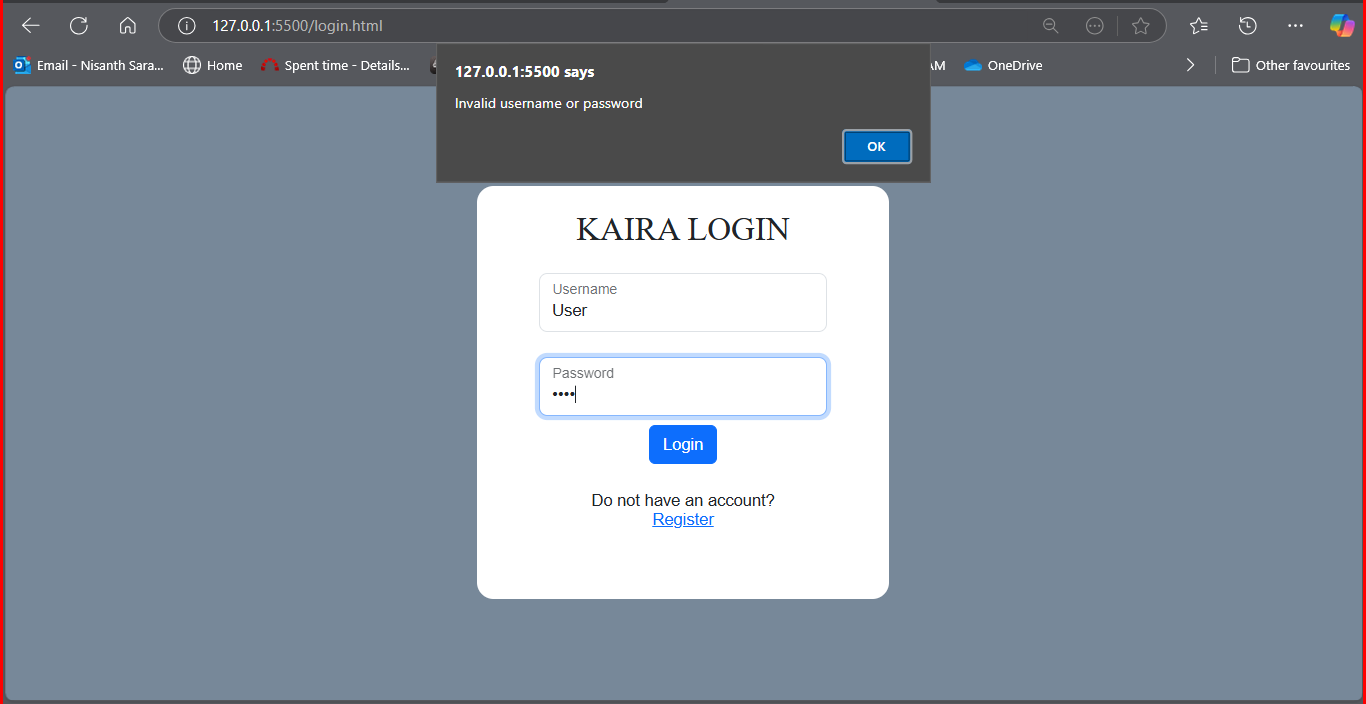 127.0.0.1:5500/login.html
Email - Nisanth Sara...
Home
Spent time - Details...
AM
OneDrive
Other favourites
127.0.0.1:5500 says
Invalid username or password
OK
KAIRA LOGIN
Username
User
Password
••••
Login
Do not have an account?
Register